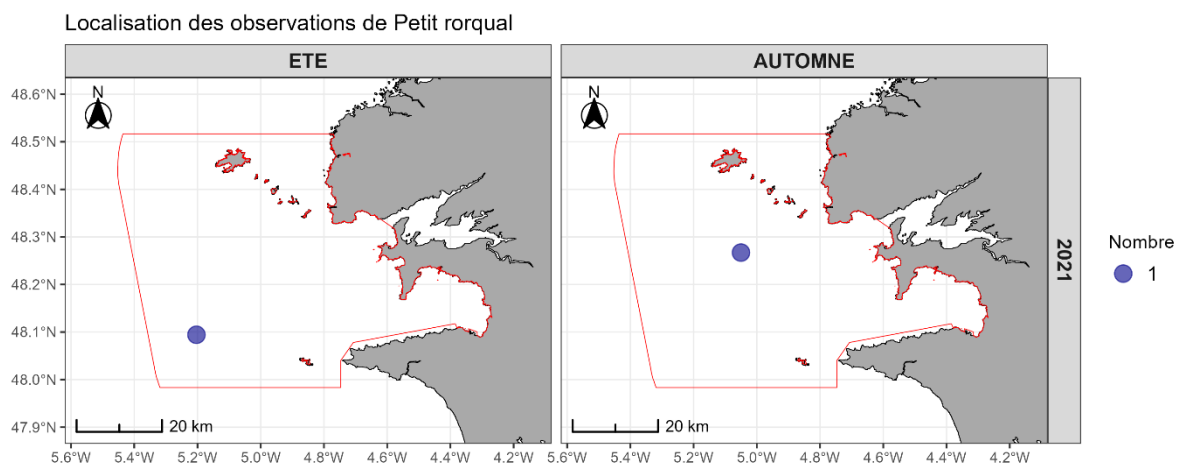 Localisation des observations de Petit rorqual
ETE
AUTOMNE
48.6°N
48.5°N
48.4°N
48.3°N
48.2°N
48.1°N
48.0°N
47.9°N
N
20 km
N
20 km
2021
5.6°W 5.4°W 5.2°W 5.0°W 4.8°W 4.6°W 4.4°W 4.2°W
5.6°W 5.4°W 5.2°W 5.0°W 4.8°W 4.6°W 4.4°W 4.2°W
Nombre
1